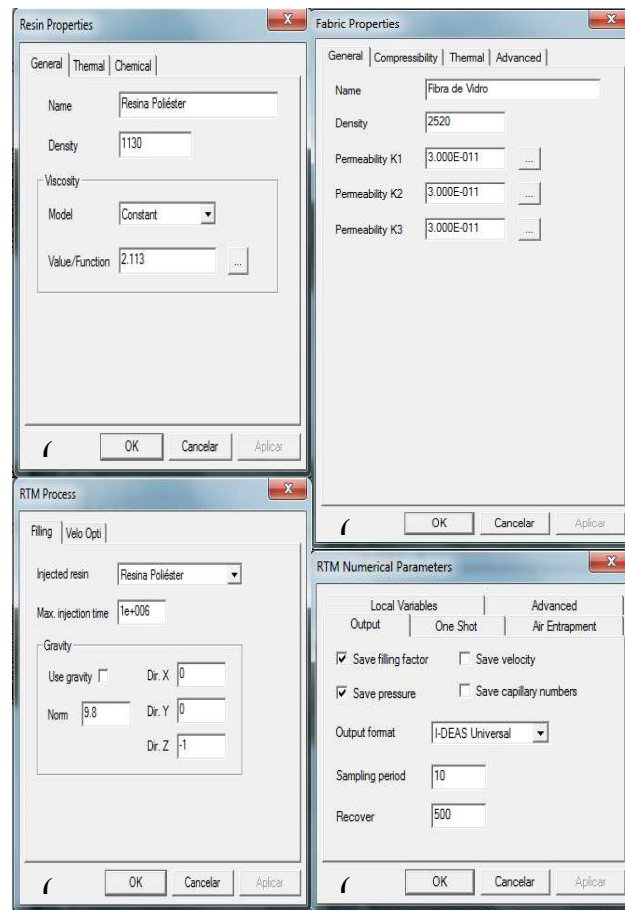 Resin Properties
X
General Thermal Chemical
Name Resina Poliéster
Density 1130
Viscosity
Model Constant
Value/Function 2.113 ...
OK Cancelar Aplicar
Fabric Properties
X
General Compressibility Thermal Advanced
Name Fibra de Vidro
Density 2520
Permeability K1 3.000E-011 ...
Permeability K2 3.000E-011 ...
Permeability K3 3.000E-011 ...
OK Cancelar Aplicar
RTM Process
X
Filling Velo Opti
Injected resin Resina Poliéster
Max. injection time 1e+006
Gravity
Use gravity Dir. X 0
Norm 9.8 Dir. Y 0
Dir. Z -1
OK Cancelar Aplicar
RTM Numerical Parameters
X
Local Variables Advanced
Output One Shot Air Entrapment
Save filling factor Save velocity
Save pressure Save capillary numbers
Output format I-DEAS Universal
Sampling period 10
Recover 500
OK Cancelar Aplicar